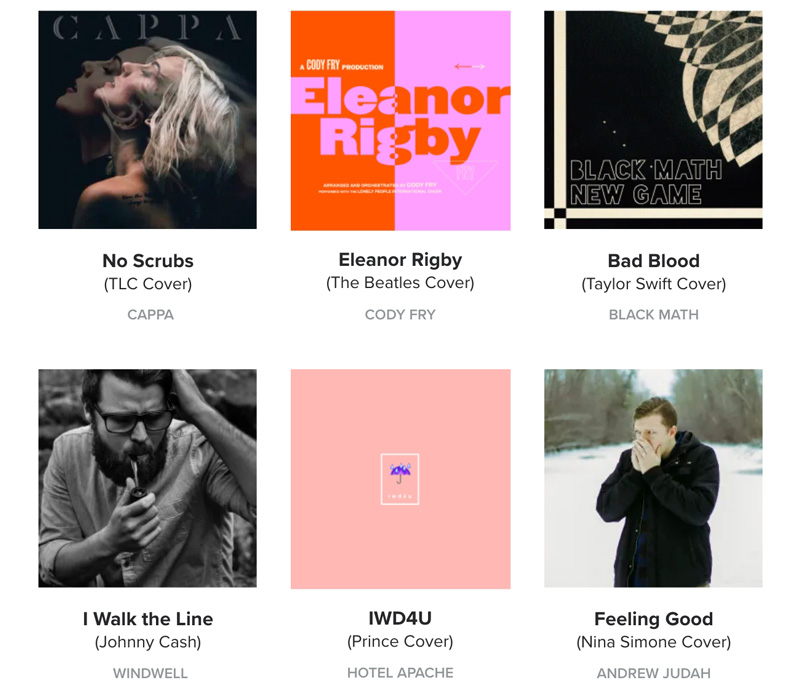 CAPPA
A CODY FRY PRODUCTION
Eleanor
Rigby
FRY
ARRANGED AND ORCHESTRATED BY CODY FRY
PERFORMED WITH THE LONELY PEOPLE INTERNATIONAL CHOIR
BLACK MATH
NEW GAME
No Scrubs
(TLC Cover)
CAPPA
Eleanor Rigby
(The Beatles Cover)
CODY FRY
Bad Blood
(Taylor Swift Cover)
BLACK MATH
iwd4u
I Walk the Line
(Johnny Cash)
WINDWELL
IWD4U
(Prince Cover)
HOTEL APACHE
Feeling Good
(Nina Simone Cover)
ANDREW JUDAH